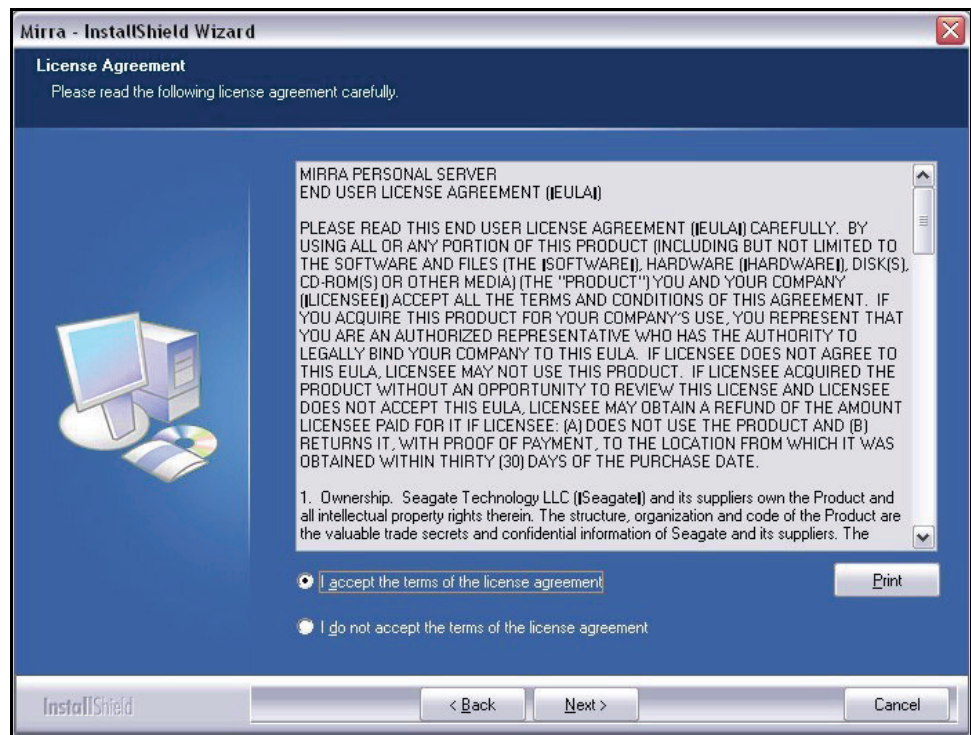 Mirra - InstallShield Wizard
License Agreement
Please read the following license agreement carefully.
MIRRA PERSONAL SERVER
END USER LICENSE AGREEMENT (|EULA|)
PLEASE READ THIS END USER LICENSE AGREEMENT (|EULA|) CAREFULLY. BY
USING ALL OR ANY PORTION OF THIS PRODUCT (INCLUDING BUT NOT LIMITED TO
THE SOFTWARE AND FILES (THE |SOFTWARE|), HARDWARE (|HARDWARE|), DISK(S),
CD-ROM(S) OR OTHER MEDIA) (THE "PRODUCT") YOU AND YOUR COMPANY
(|LICENSEE|) ACCEPT ALL THE TERMS AND CONDITIONS OF THIS AGREEMENT. IF
YOU ACQUIRE THIS PRODUCT FOR YOUR COMPANY'S USE, YOU REPRESENT THAT
YOU ARE AN AUTHORIZED REPRESENTATIVE WHO HAS THE AUTHORITY TO
LEGALLY BIND YOUR COMPANY TO THIS EULA. IF LICENSEE DOES NOT AGREE TO
THIS EULA, LICENSEE MAY NOT USE THIS PRODUCT. IF LICENSEE ACQUIRED THE
PRODUCT WITHOUT AN OPPORTUNITY TO REVIEW THIS LICENSE AND LICENSEE
DOES NOT ACCEPT THIS EULA, LICENSEE MAY OBTAIN A REFUND OF THE AMOUNT
LICENSEE PAID FOR IT IF LICENSEE: (A) DOES NOT USE THE PRODUCT AND (B)
RETURNS IT, WITH PROOF OF PAYMENT, TO THE LOCATION FROM WHICH IT WAS
OBTAINED WITHIN THIRTY (30) DAYS OF THE PURCHASE DATE.
1. Ownership. Seagate Technology LLC (|Seagate|) and its suppliers own the Product and
all intellectual property rights therein. The structure, organization and code of the Product are
the valuable trade secrets and confidential information of Seagate and its suppliers. The
I accept the terms of the license agreement
Print
I do not accept the terms of the license agreement
InstallShield
< Back
Next >
Cancel